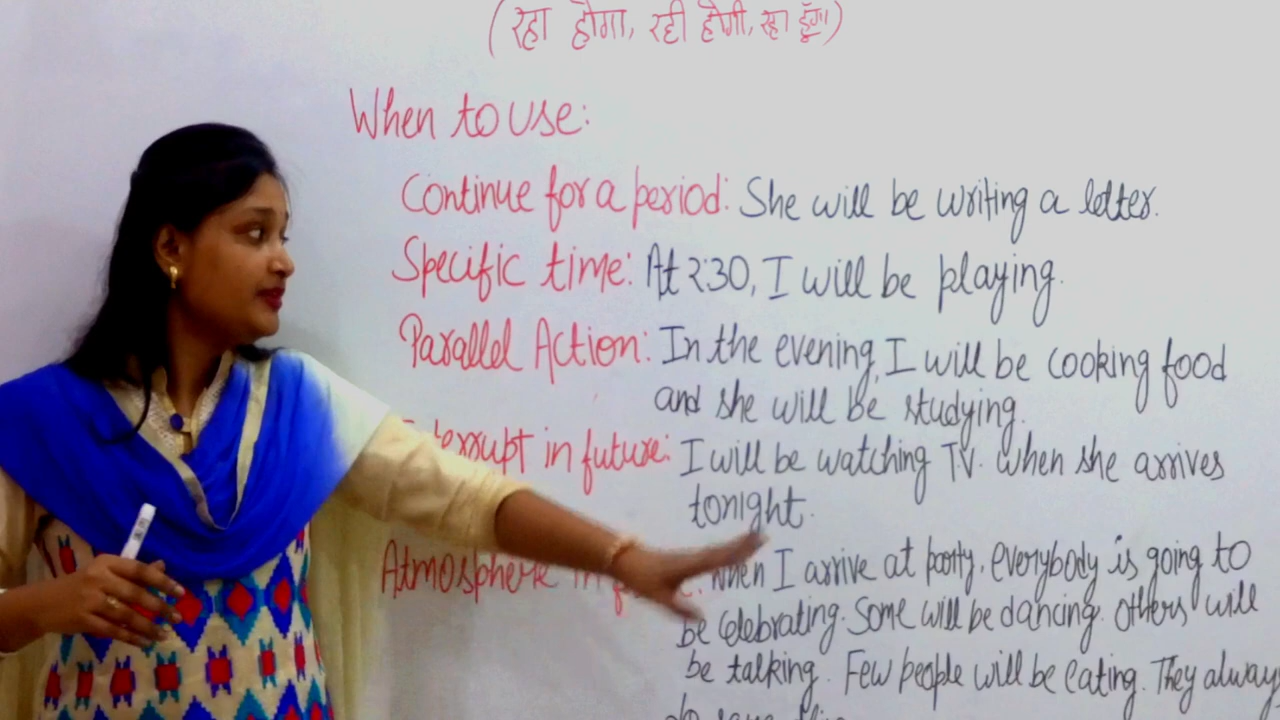 (रहा होगा, रही होगी, रहा हूँगा)
When to use:
Continue for a period: She will be writing a letter.
Specific time: At 2:30, I will be playing.
Parallel Action: In the evening, I will be cooking food
and she will be studying.
in future: I will be watching TV. when she arrives
tonight.
Atmosphere in : When I arrive at party. everybody is going to
be celebrating. Some will be dancing. Others will
be talking. Few people will be eating. They always
do